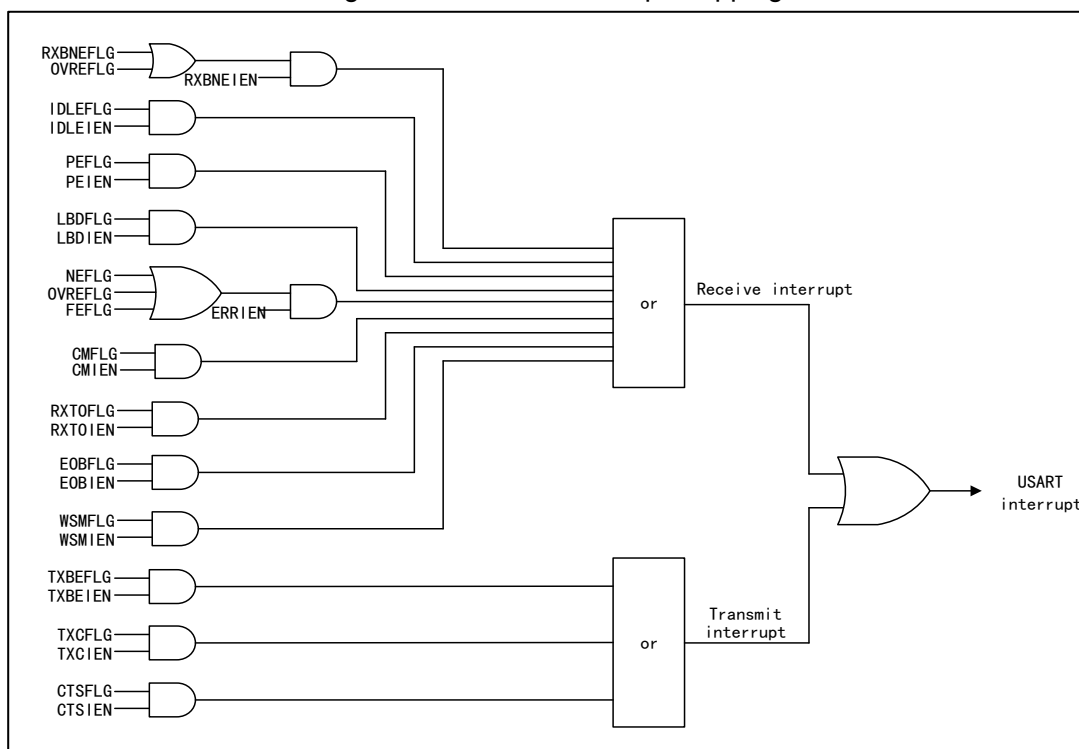 RXBNEFLG
OVREFLG
RXBNEIEN
IDLEFLG
IDLEIEN
PEFLG
PEIEN
LBDFLG
LBDIEN
NEFLG
OVREFLG
FEFLG
ERRIEN
CMFLG
CMIEN
RXTOFLG
RXTOIEN
EOBFLG
EOBIEN
WSMFLG
WSMIEN
or
Receive interrupt
TXBEFLG
TXBEIEN
TXCFLG
TXCIEN
CTSFLG
CTSIEN
or
Transmit
interrupt
USART
interrupt